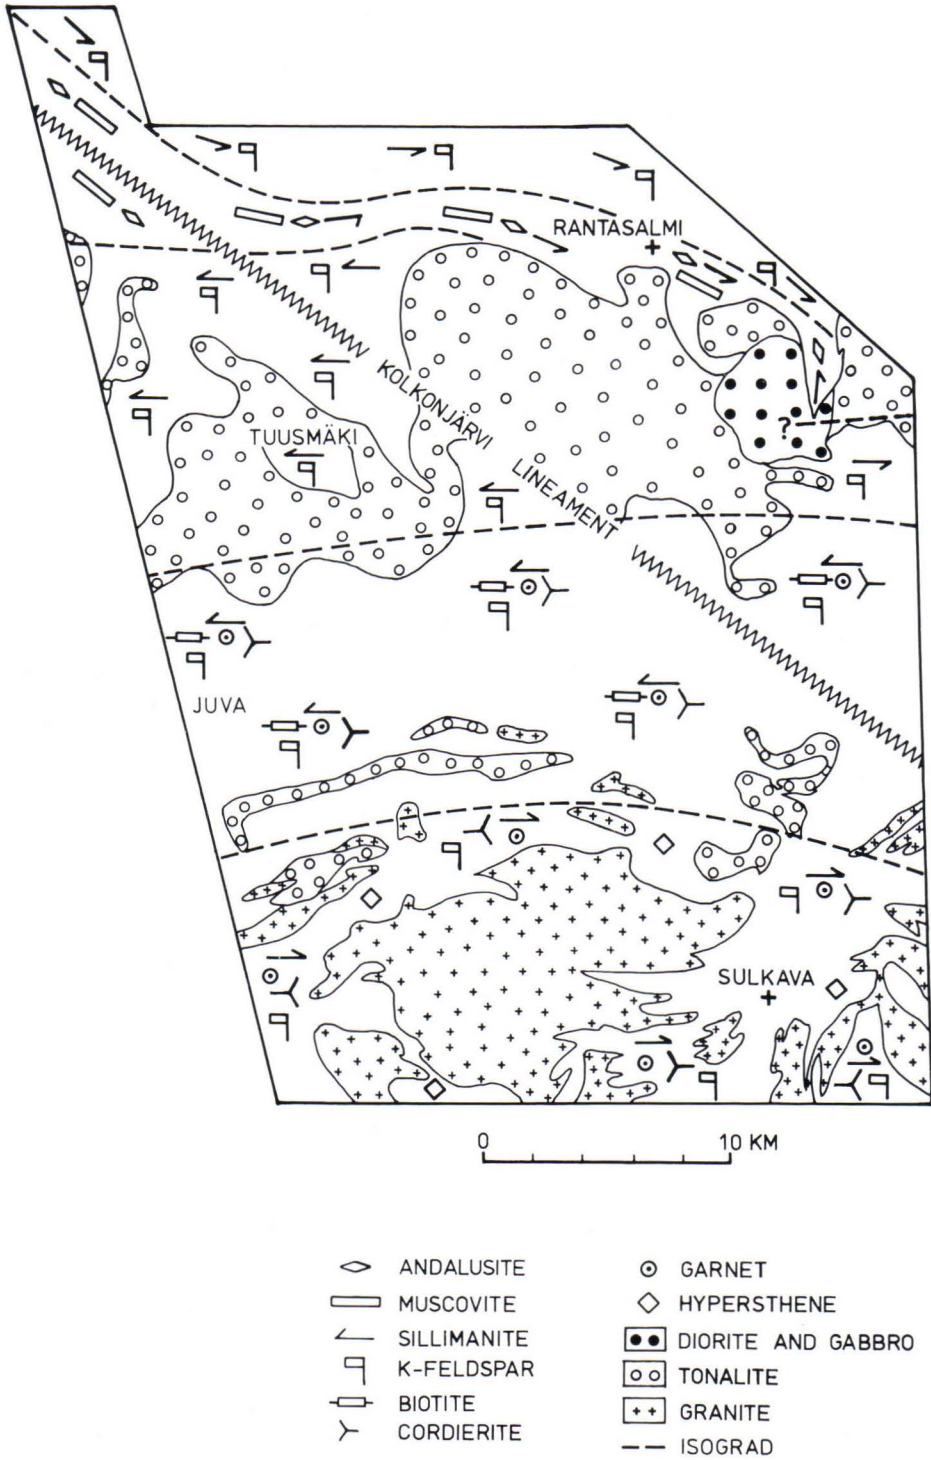 RANTASALMI
KOLKONJÄRVI
TUUSMÄKI
?
LINEAMENT
JUVA
SULKAVA
0 10 KM
ANDALUSITE
MUSCOVITE
SILLIMANITE
K-FELDSPAR
BIOTITE
CORDIERITE
GARNET
HYPERSTHENE
DIORITE AND GABBRO
TONALITE
GRANITE
ISOGRAD